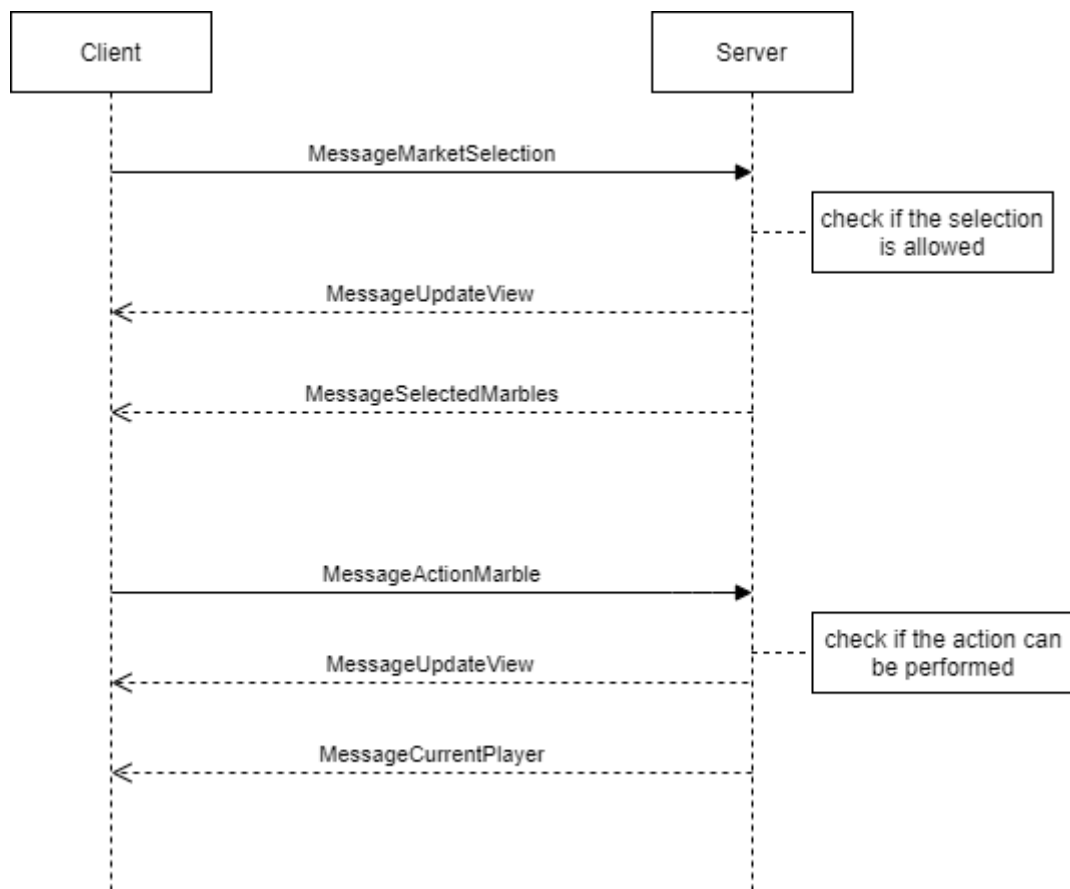 Client
Server
MessageMarketSelection
check if the selection
is allowed
MessageUpdateView
MessageSelectedMarbles
MessageActionMarble
check if the action can
be performed
MessageUpdateView
MessageCurrentPlayer